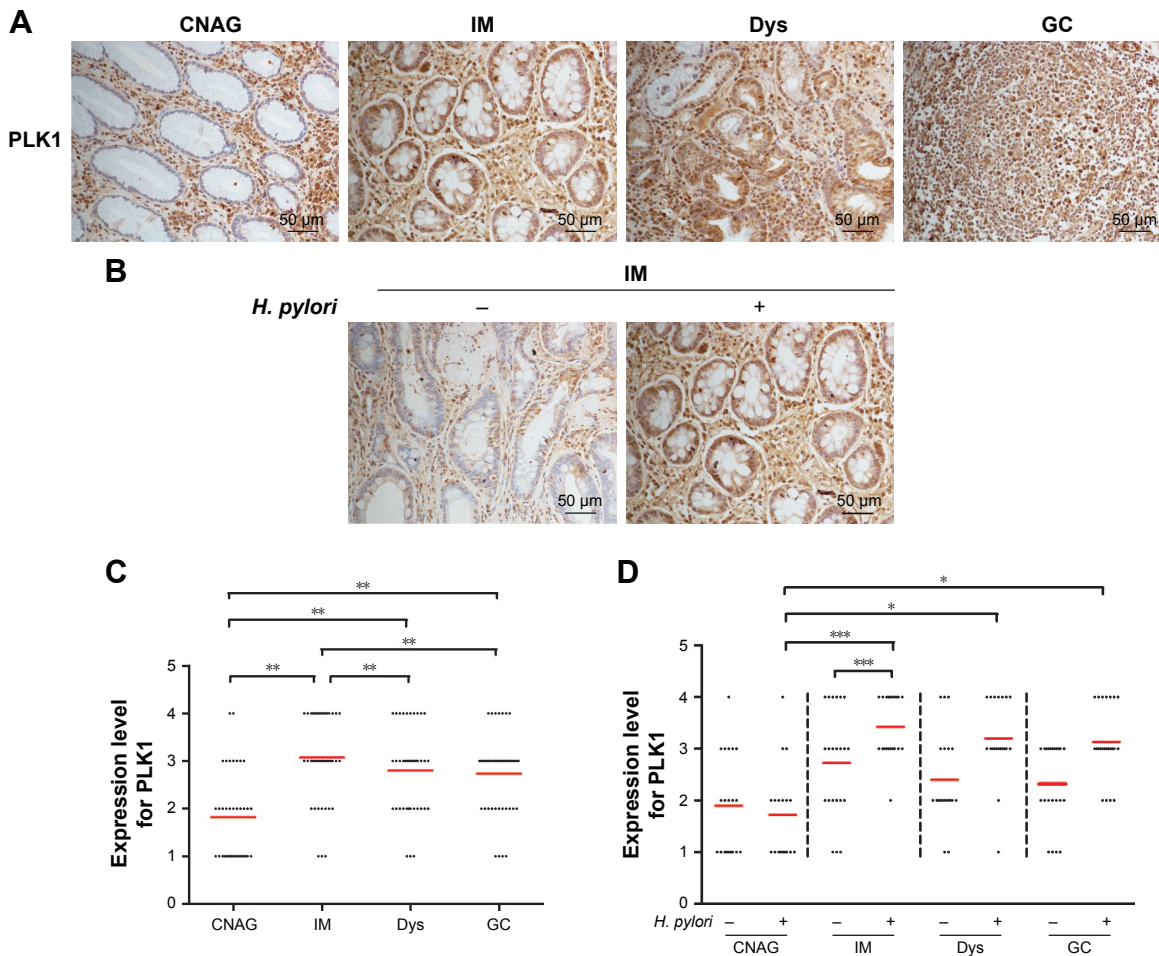 A
CNAG
IM
Dys
GC
PLK1
50 µm
50 µm
50 µm
50 µm
B
IM
H. pylori
–
+
50 µm
50 µm
C
Expression level
for PLK1
5
4
3
2
1
0
**
**
**
**
**
CNAG
IM
Dys
GC
D
Expression level
for PLK1
5
4
3
2
1
0
*
*
***
***
H. pylori
– + – + – + – +
CNAG
IM
Dys
GC